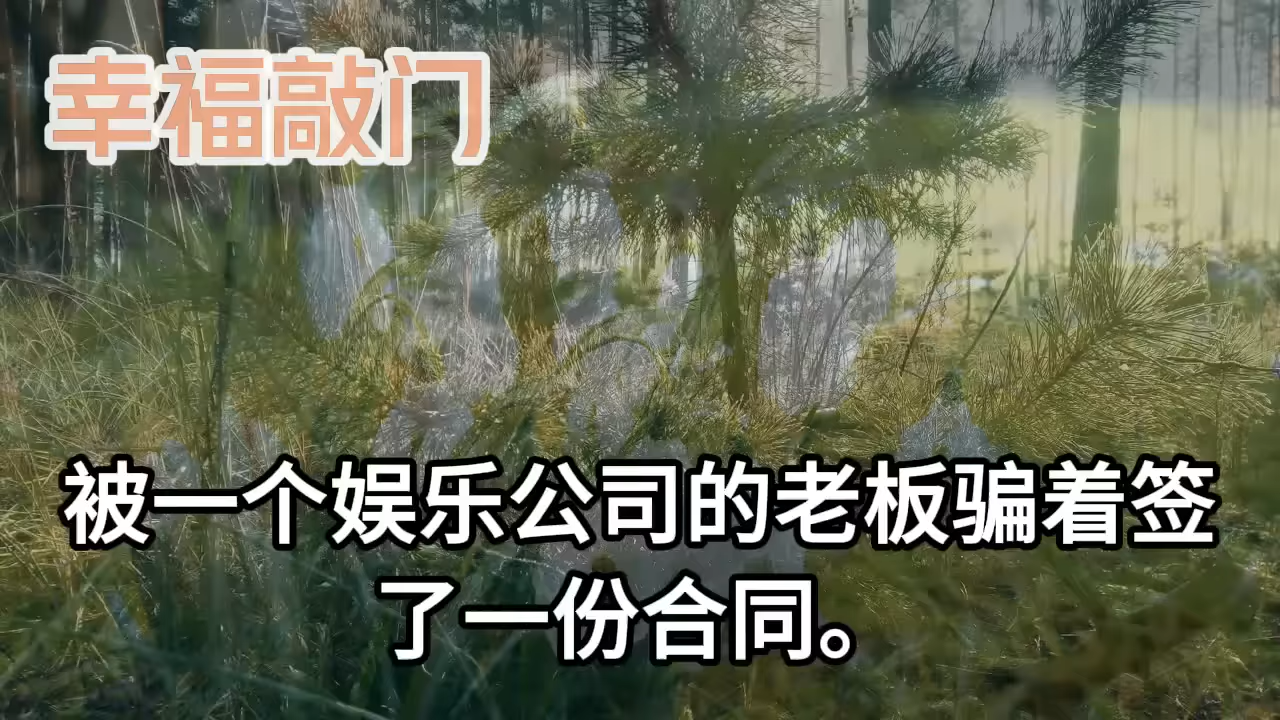 幸福敲门
被一个娱乐公司的老板骗着签
了一份合同。